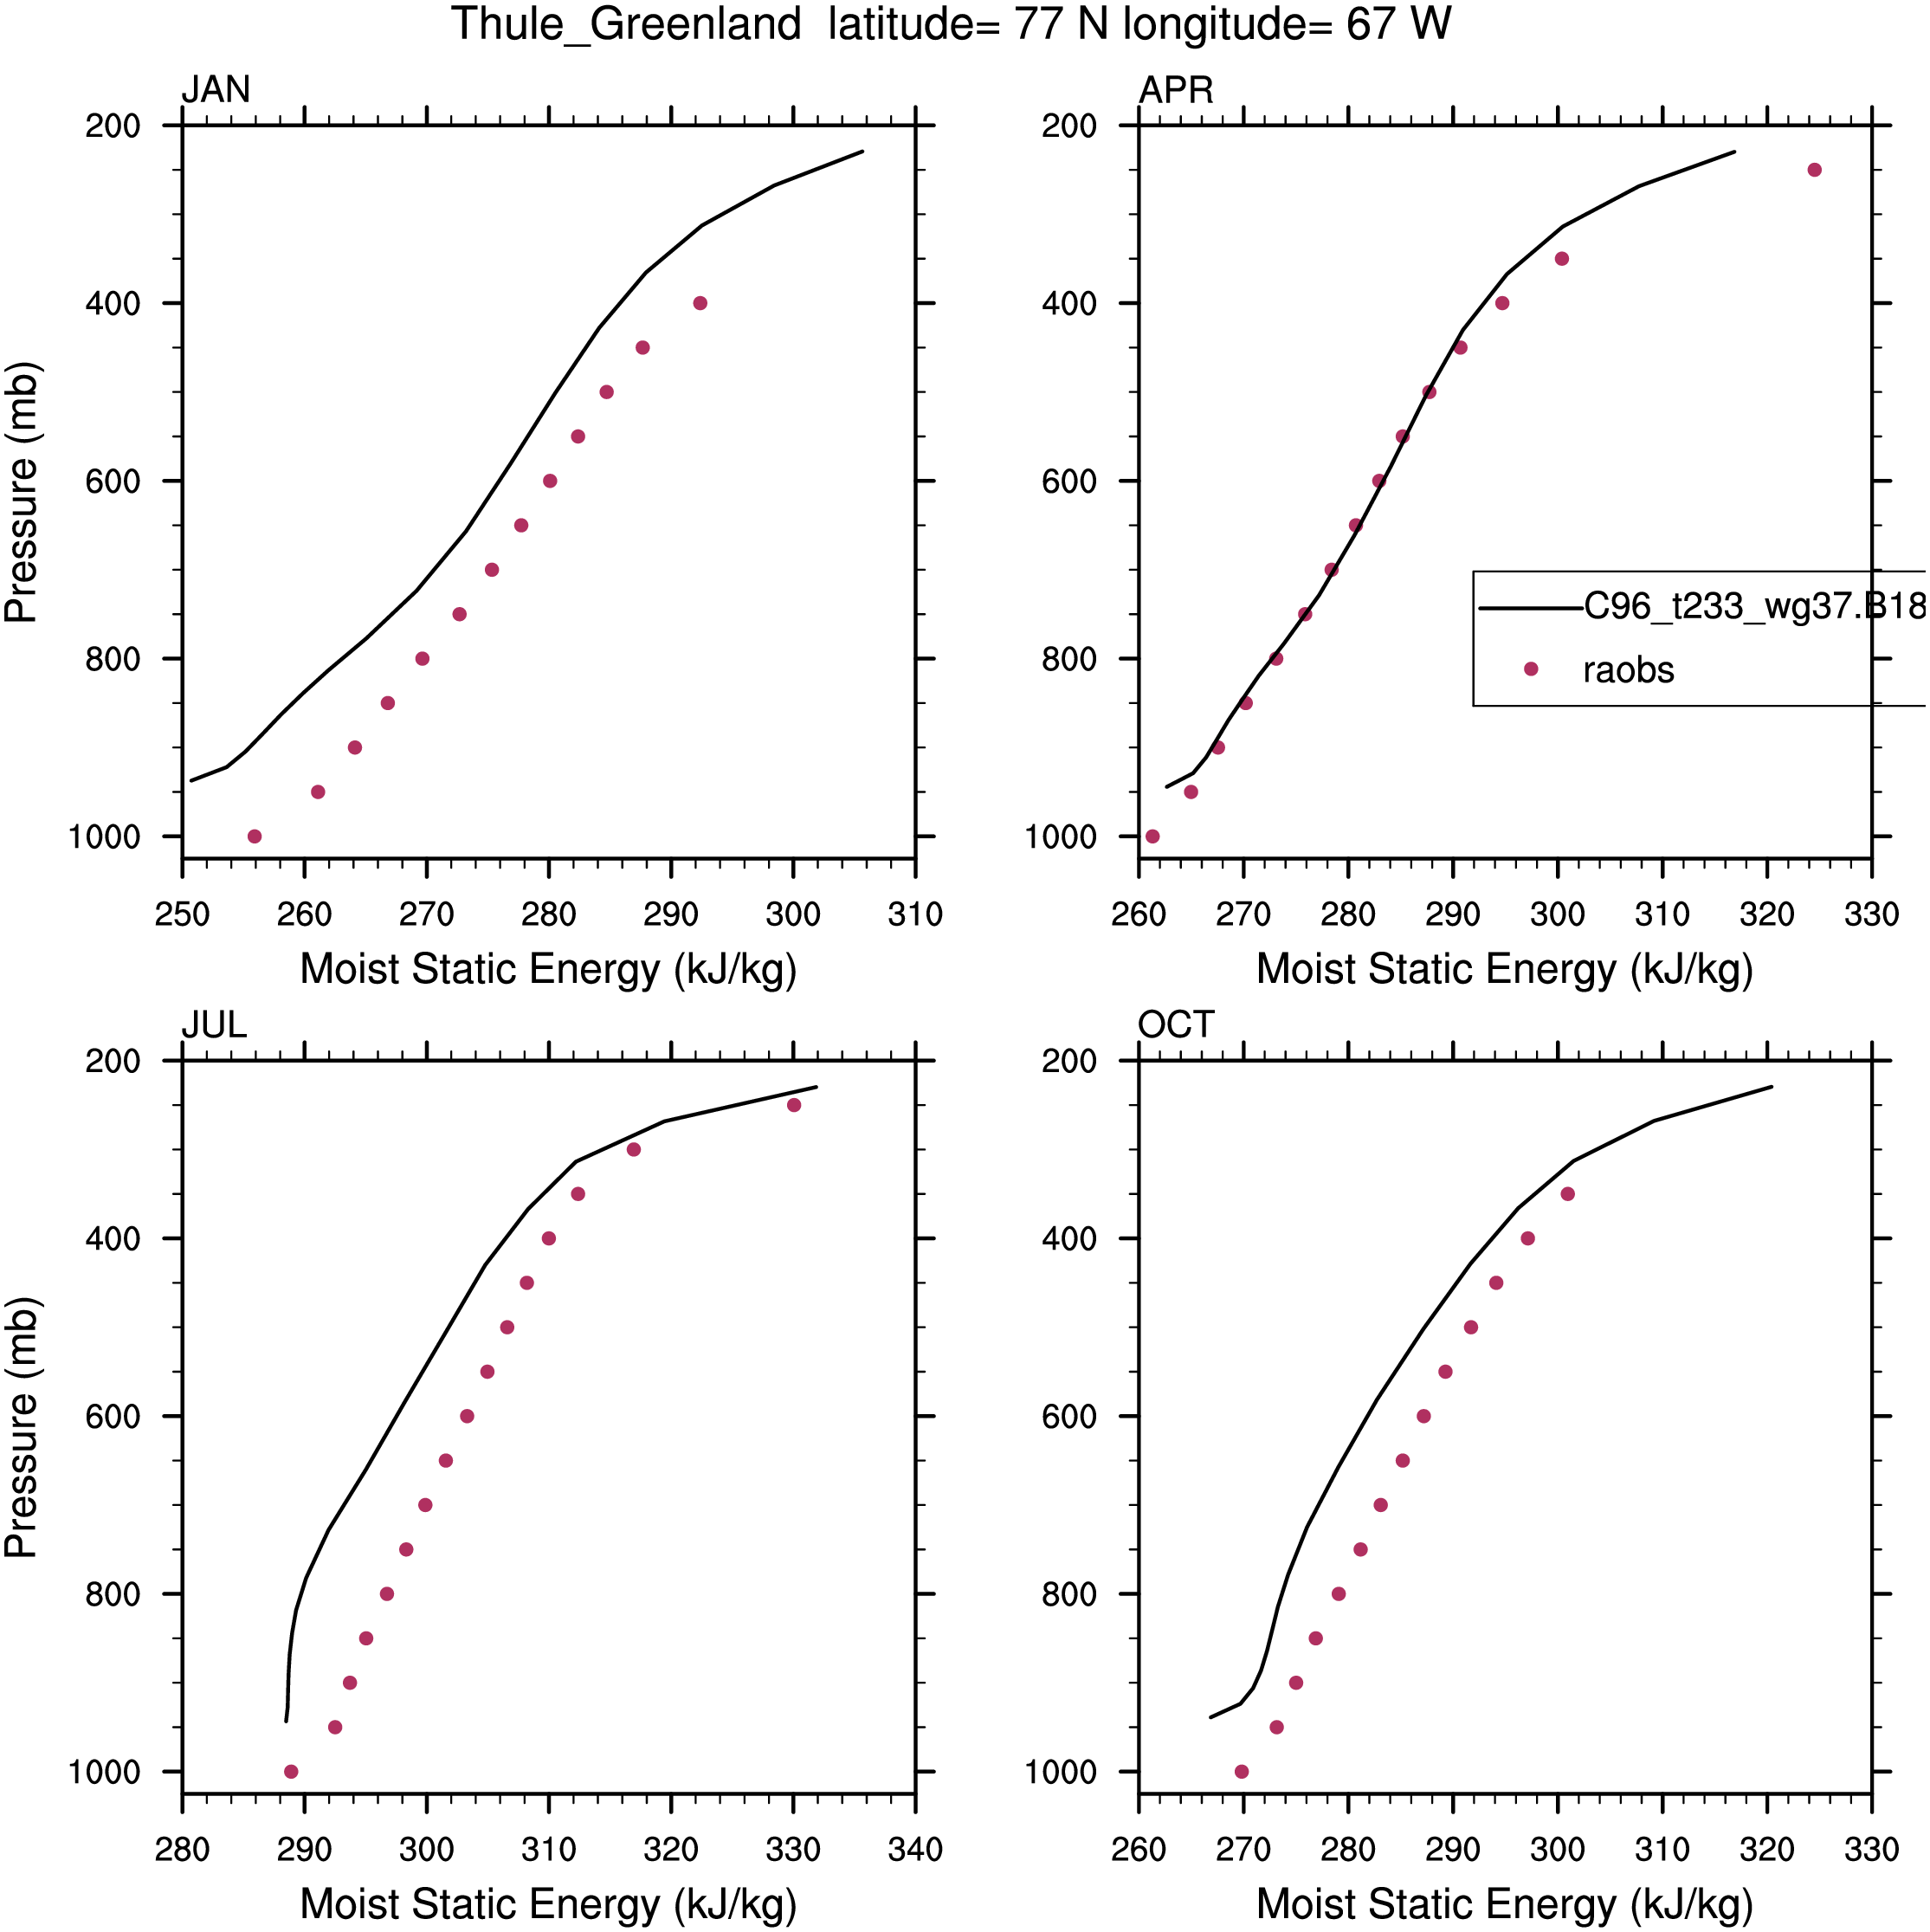 Thule_Greenland latitude= 77 N longitude= 67 W
JAN
200
400
600
800
1000
Pressure (mb)
250 260 270 280 290 300 310
Moist Static Energy (kJ/kg)
APR
200
400
600
800
1000
C96_t233_wg37.B18
raobs
260 270 280 290 300 310 320 330
Moist Static Energy (kJ/kg)
JUL
200
400
600
800
1000
Pressure (mb)
280 290 300 310 320 330 340
Moist Static Energy (kJ/kg)
OCT
200
400
600
800
1000
260 270 280 290 300 310 320 330
Moist Static Energy (kJ/kg)